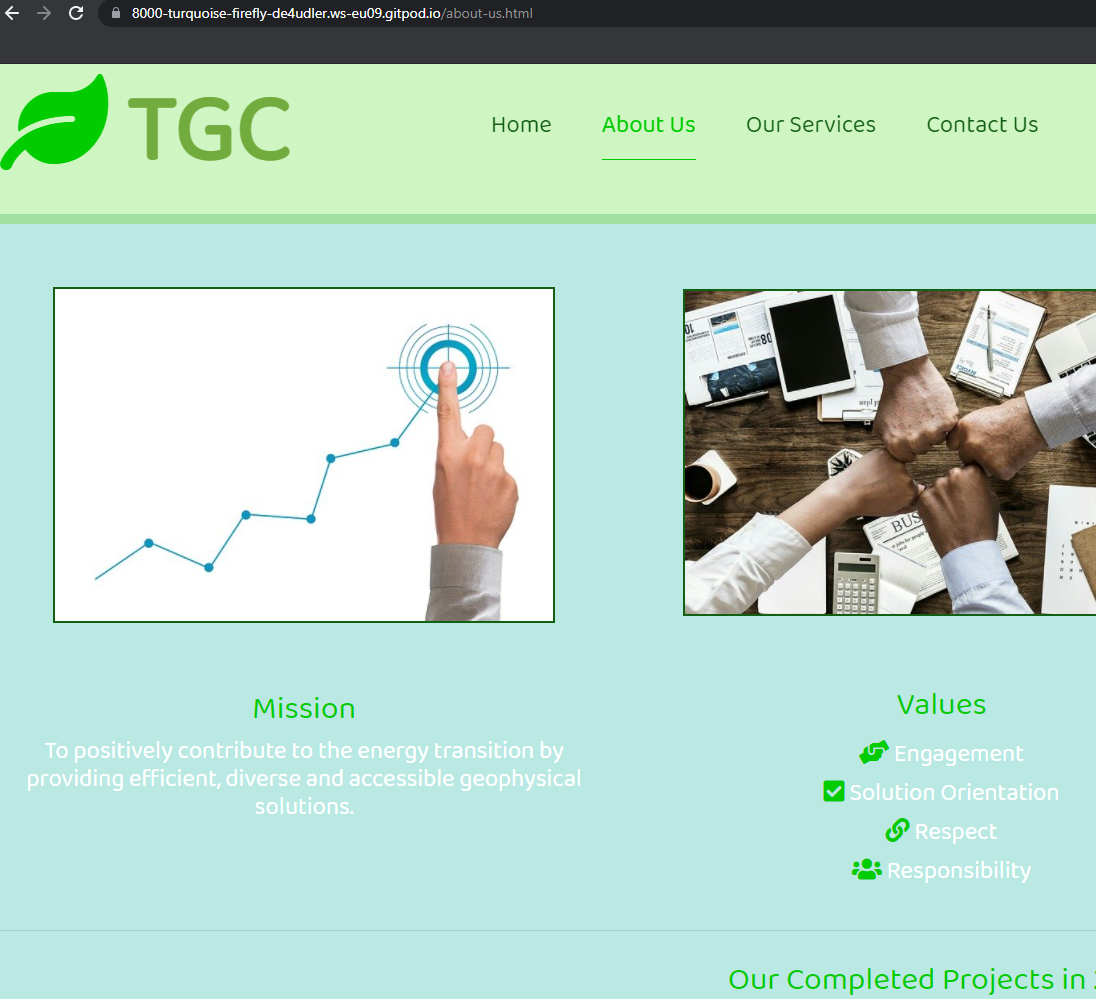 8000-turquoise-firefly-de4udler.ws-eu09.gitpod.io/about-us.html
TGC
Home
About Us
Our Services
Contact Us
Mission
To positively contribute to the energy transition by
providing efficient, diverse and accessible geophysical
solutions.
Values
Engagement
Solution Orientation
Respect
Responsibility
BUS
INVOICE
Our Completed Projects in